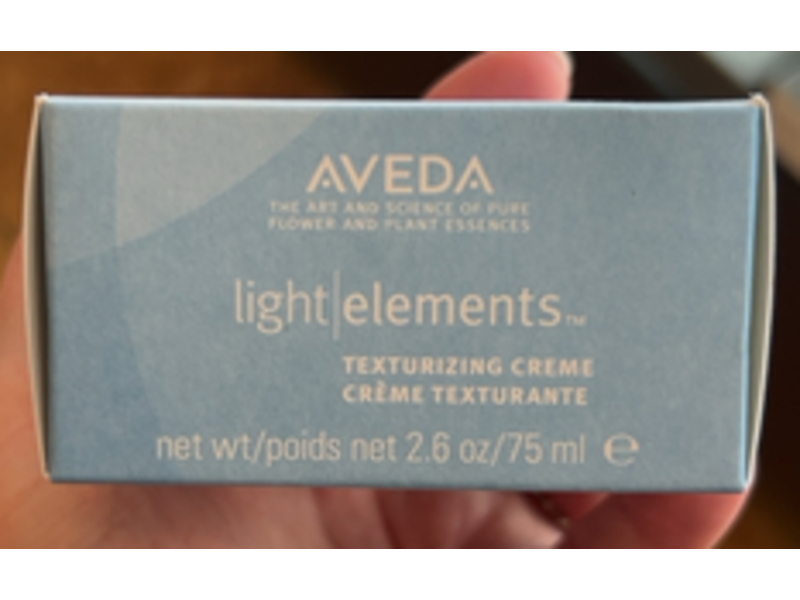 AVEDA
THE ART AND SCIENCE OF PURE
FLOWER AND PLANT ESSENCES
light|elements™
TEXTURIZING CREME
CRÈME TEXTURANTE
net wt/poids net 2.6 oz/75 ml ℮